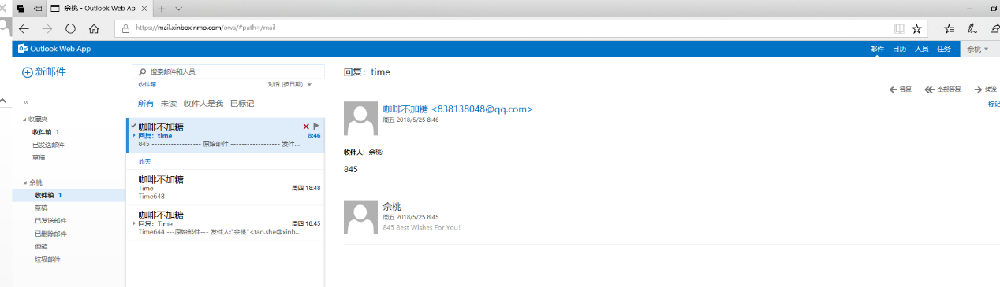 余桃 - Outlook Web Ap
https://mail.xinboxinmo.com/owa/#path=/mail
Outlook Web App
邮件 日历 人员 任务 佘桃
新邮件
搜索邮件和人员
收件箱 对话 (按日期)
所有 未读 收件人是我 已标记
收藏夹
收件箱 1
已发送邮件
草稿
佘桃
收件箱 1
草稿
已发送邮件
已删除邮件
便笺
垃圾邮件
咖啡不加糖
回复：time 8:46
845 ------------------ 原始邮件 ------------------ 发件...
昨天
咖啡不加糖
Time 周四 18:48
Time648
咖啡不加糖
回复：Time 周四 18:45
Time644 ---原始邮件--- 发件人:"佘桃"<tao.she@xinb...
回复：time
答复 全部答复 转发
咖啡不加糖 <838138048@qq.com>
标记
周五 2018/5/25 8:46
收件人: 佘桃;
845
佘桃
周五 2018/5/25 8:45
845 Best Wishes For You!